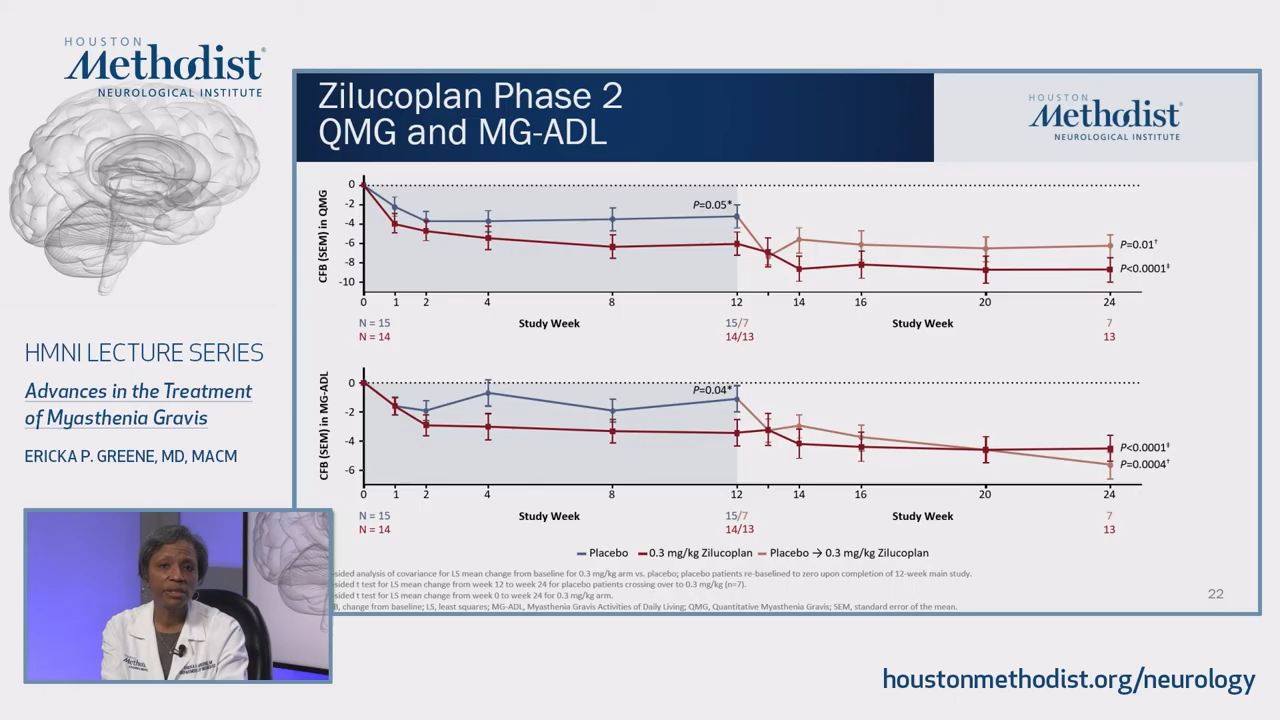 HOUSTON
Methodist
NEUROLOGICAL INSTITUTE
HMNI LECTURE SERIES
Advances in the Treatment
of Myasthenia Gravis
ERICKA P. GREENE, MD, MACM
Zilucoplan Phase 2
QMG and MG-ADL
HOUSTON
Methodist
NEUROLOGICAL INSTITUTE
CFB (SEM) in QMG
0
-2
-4
-6
-8
-10
P=0.05*
P=0.01†
P<0.0001‡
0 1 2 4 8 12 14 16 20 24
Study Week Study Week
N = 15 15/7 7
N = 14 14/13 13
CFB (SEM) in MG-ADL
0
-2
-4
-6
P=0.04*
P<0.0001‡
P=0.0004†
0 1 2 4 8 12 14 16 20 24
Study Week Study Week
N = 15 15/7 7
N = 14 14/13 13
Placebo 0.3 mg/kg Zilucoplan Placebo → 0.3 mg/kg Zilucoplan
sided analysis of covariance for LS mean change from baseline for 0.3 mg/kg arm vs. placebo; placebo patients re-baselined to zero upon completion of 12-week main study.
sided t test for LS mean change from week 12 to week 24 for placebo patients crossing over to 0.3 mg/kg (n=7).
sided t test for LS mean change from week 0 to week 24 for 0.3 mg/kg arm.
change from baseline; LS, least squares; MG-ADL, Myasthenia Gravis Activities of Daily Living; QMG, Quantitative Myasthenia Gravis; SEM, standard error of the mean.
22
houstonmethodist.org/neurology